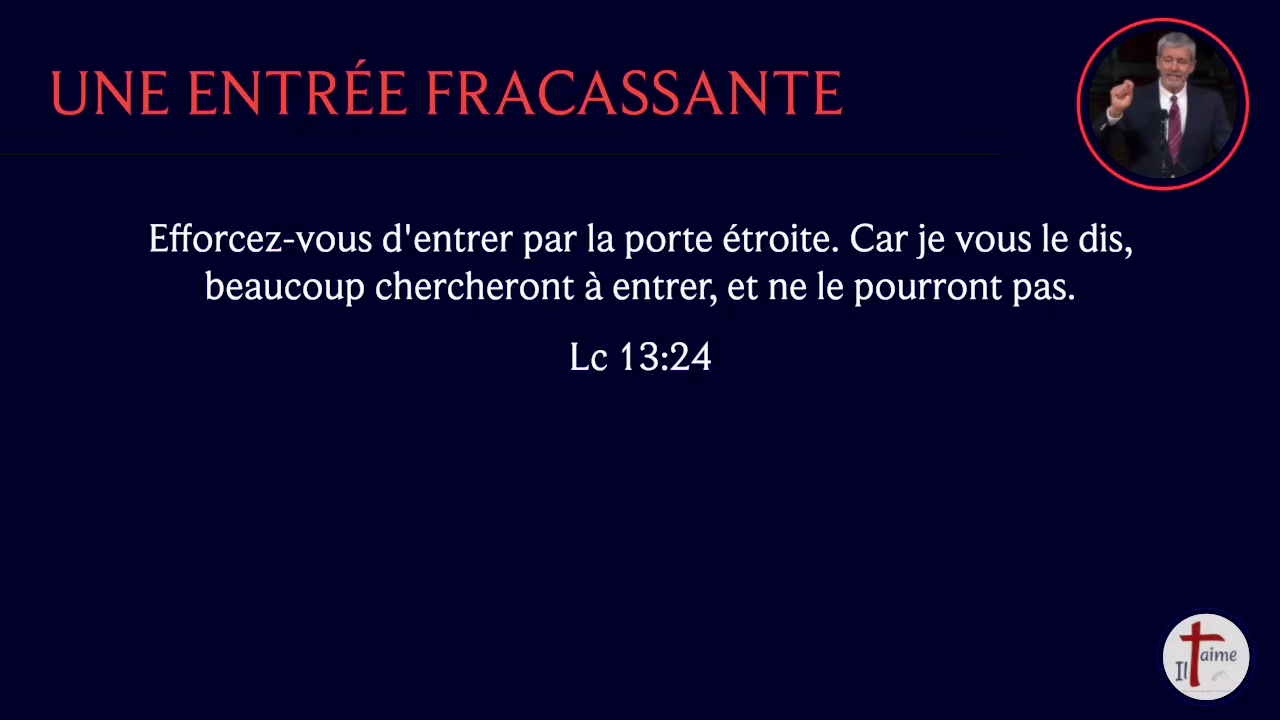 UNE ENTRÉE FRACASSANTE
Efforcez-vous d'entrer par la porte étroite. Car je vous le dis,
beaucoup chercheront à entrer, et ne le pourront pas.
Lc 13:24
Il t aime